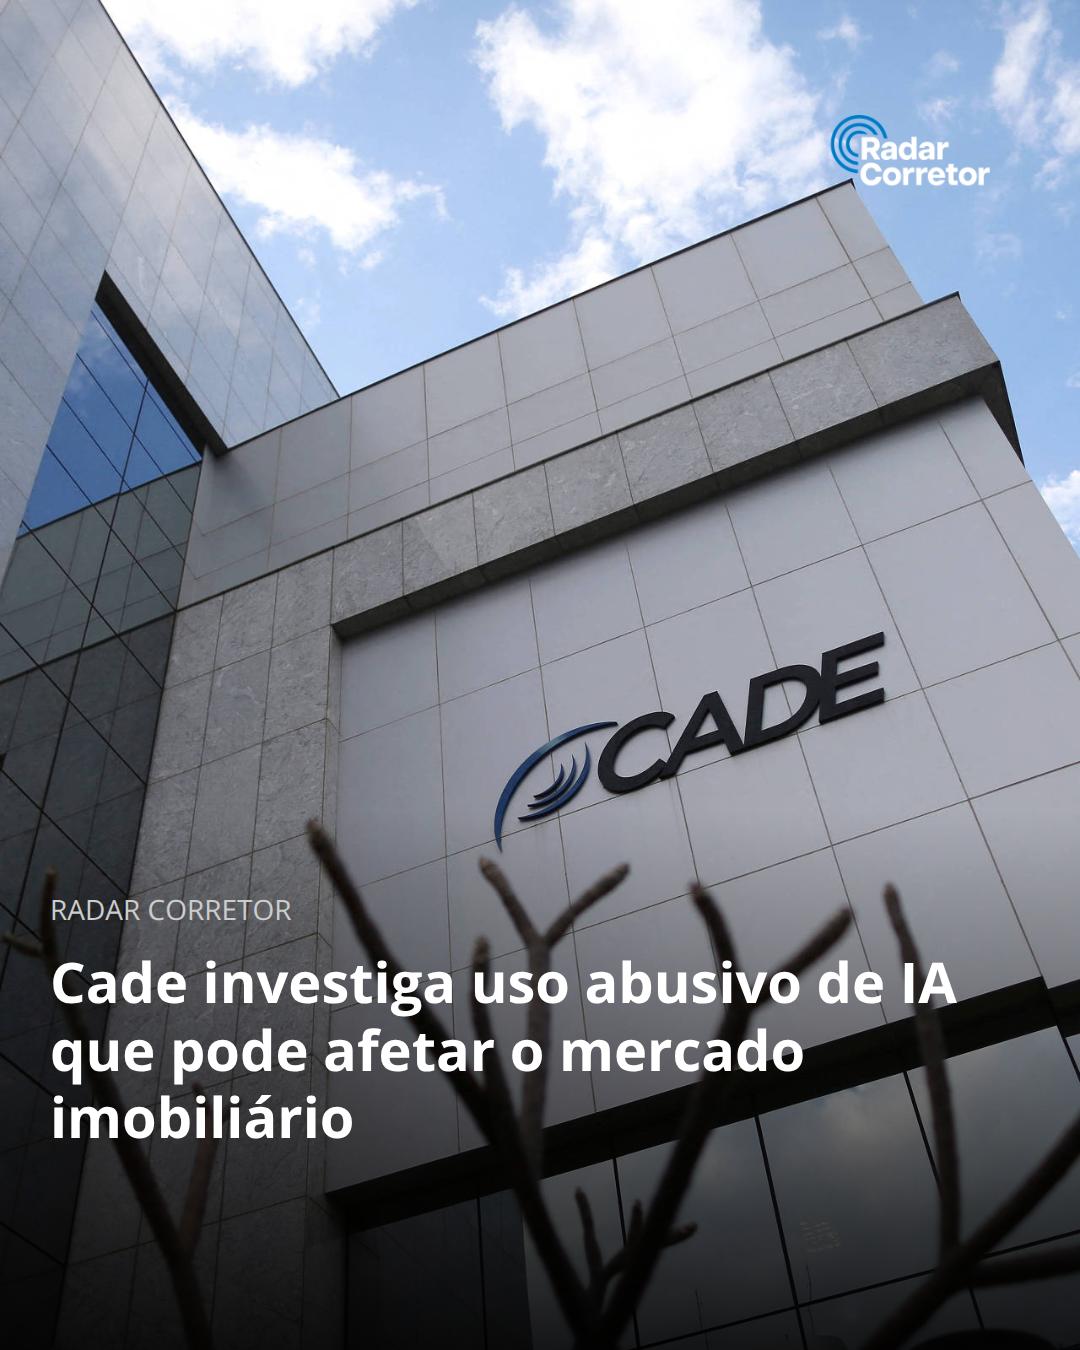 Radar
Corretor
CADE
RADAR CORRETOR
Cade investiga uso abusivo de IA
que pode afetar o mercado
imobiliário